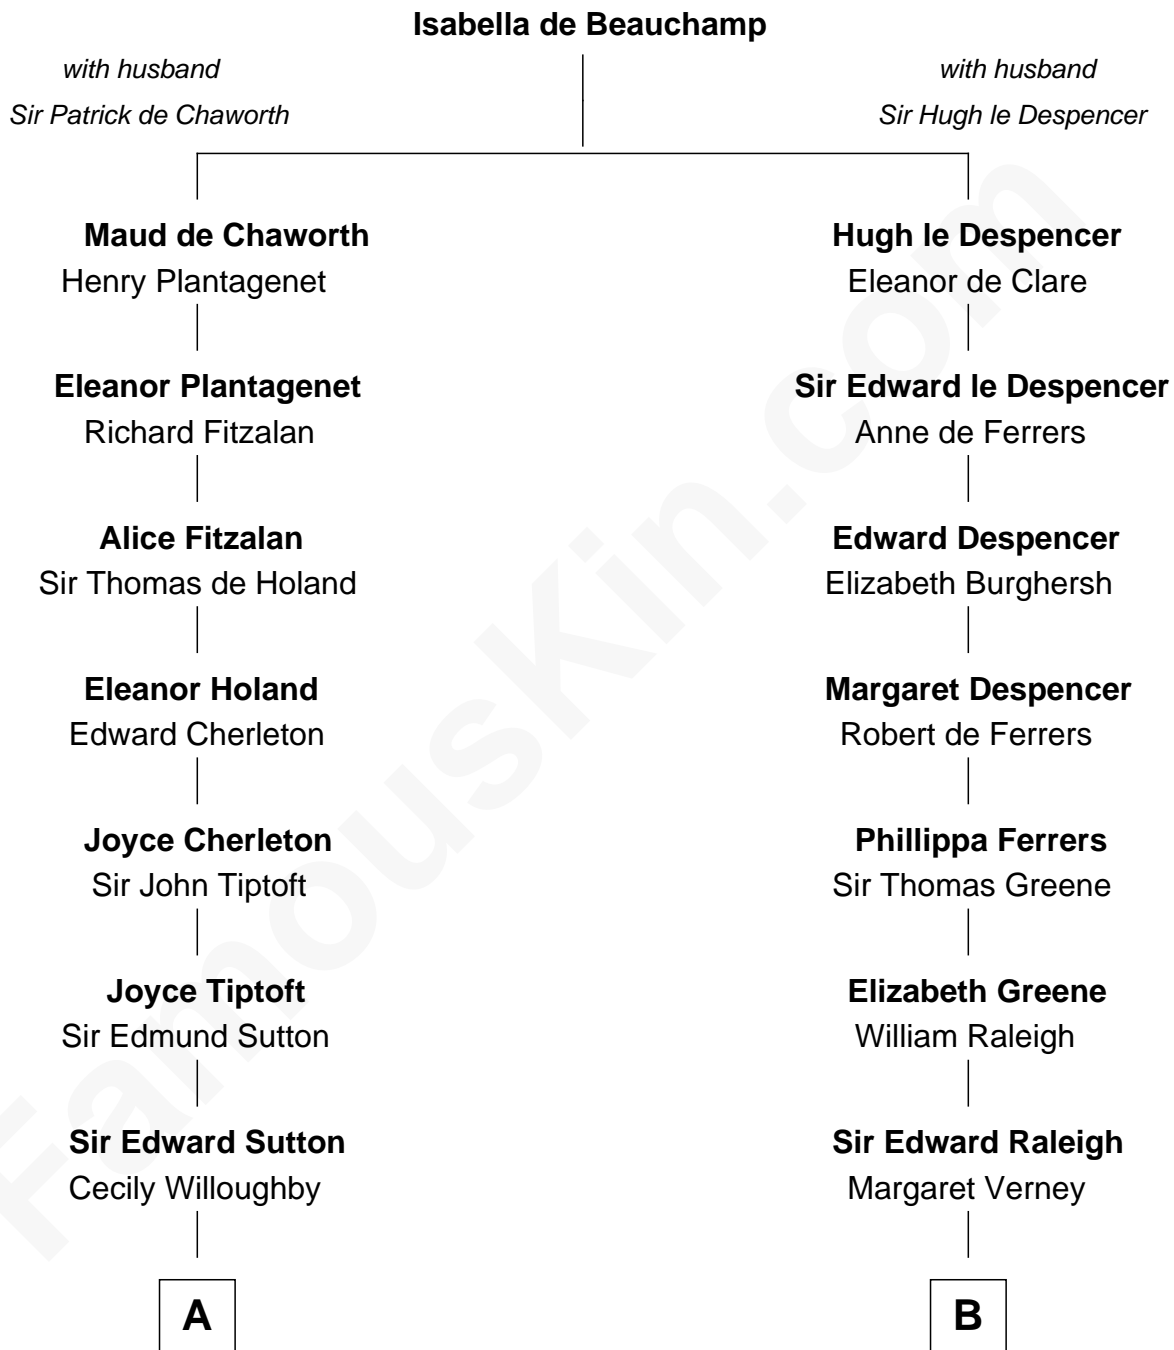 Isabella de Beauchamp
with husband
Sir Patrick de Chaworth
with husband
Sir Hugh le Despencer
Maud de Chaworth
Henry Plantagenet
Hugh le Despencer
Eleanor de Clare
Eleanor Plantagenet
Richard Fitzalan
Sir Edward le Despencer
Anne de Ferrers
Alice Fitzalan
Sir Thomas de Holand
Edward Despencer
Elizabeth Burghersh
Eleanor Holand
Edward Cherleton
Margaret Despencer
Robert de Ferrers
Joyce Cherleton
Sir John Tiptoft
Phillippa Ferrers
Sir Thomas Greene
Joyce Tiptoft
Sir Edmund Sutton
Elizabeth Greene
William Raleigh
Sir Edward Sutton
Cecily Willoughby
Sir Edward Raleigh
Margaret Verney
A
B
FamousKin.com